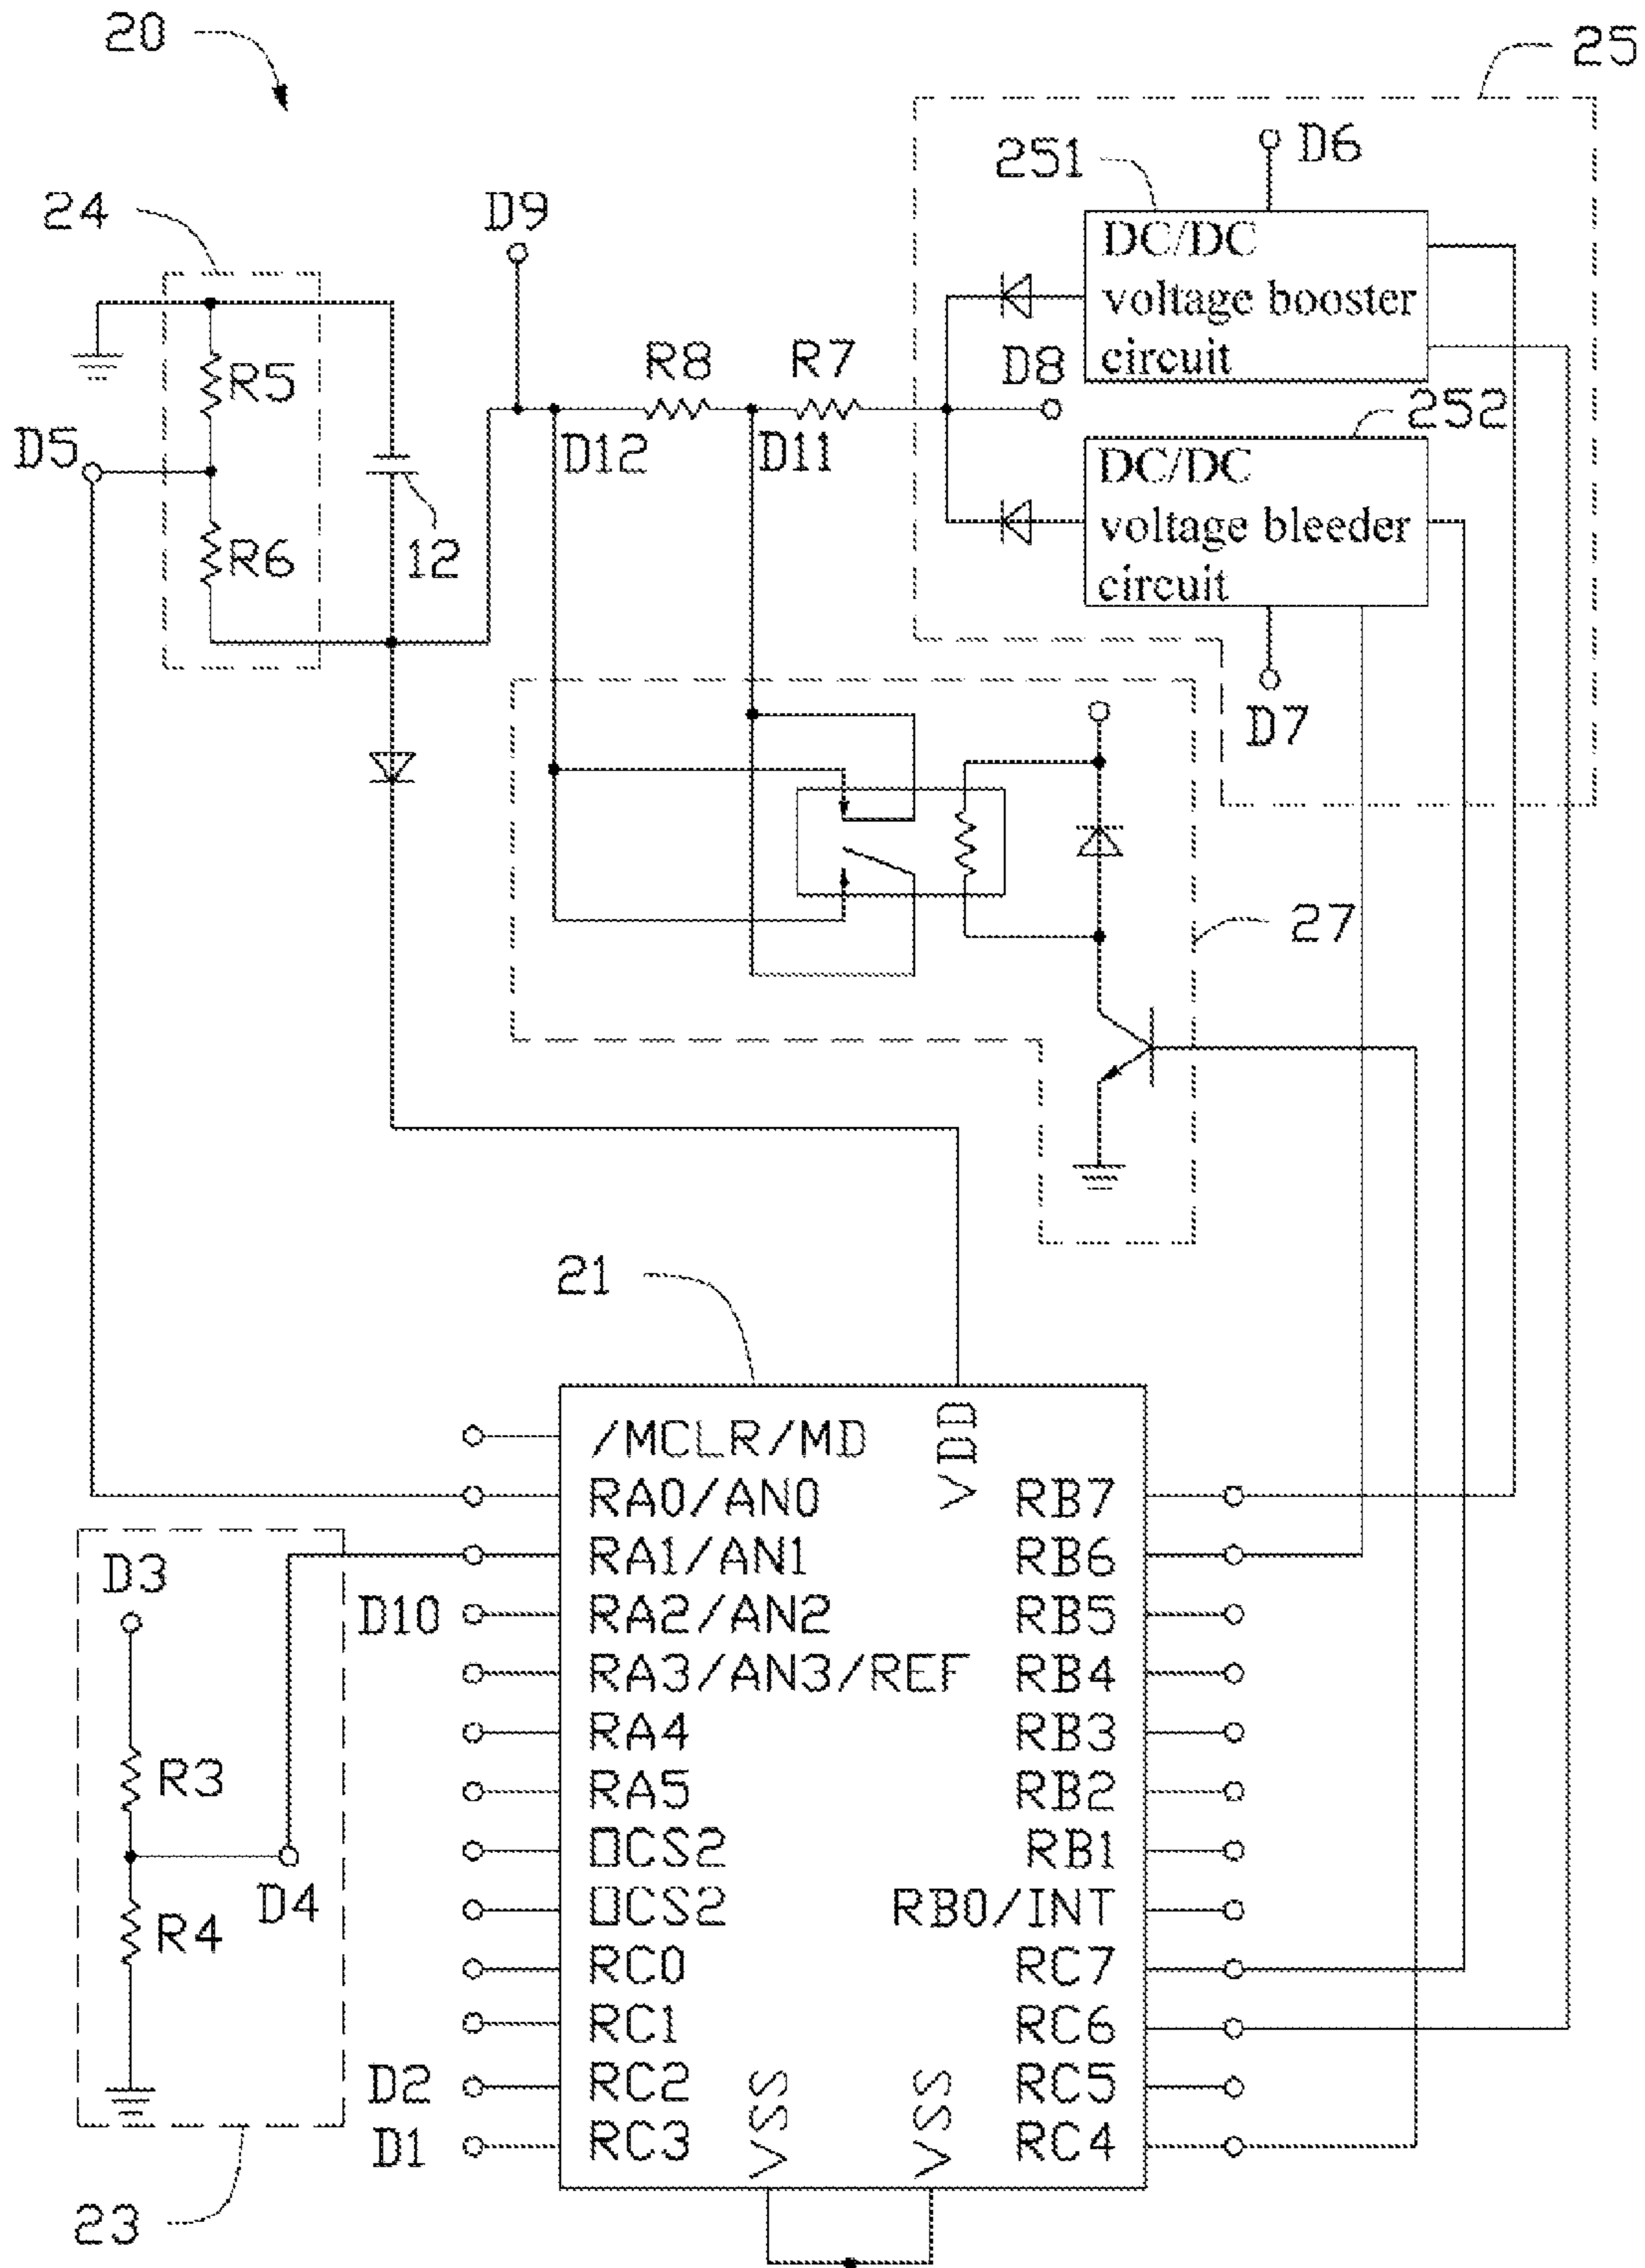 20
25
251
D6
24
D9
DC/DC
voltage booster
circuit
R5
R8
R7
D8
252
D5
D12
D11
DC/DC
voltage bleeder
circuit
R6
12
D7
27
21
/MCLR/MD
VDD
RA0/AN0
RB7
D3
RA1/AN1
RB6
D10
RA2/AN2
RB5
RA3/AN3/REF
RB4
RA4
RB3
R3
RA5
RB2
OCS2
RB1
D4
OCS2
RB0/INT
R4
RC0
RC7
RC1
RC6
D2
RC2
VSS
VSS
RC5
D1
RC3
RC4
23